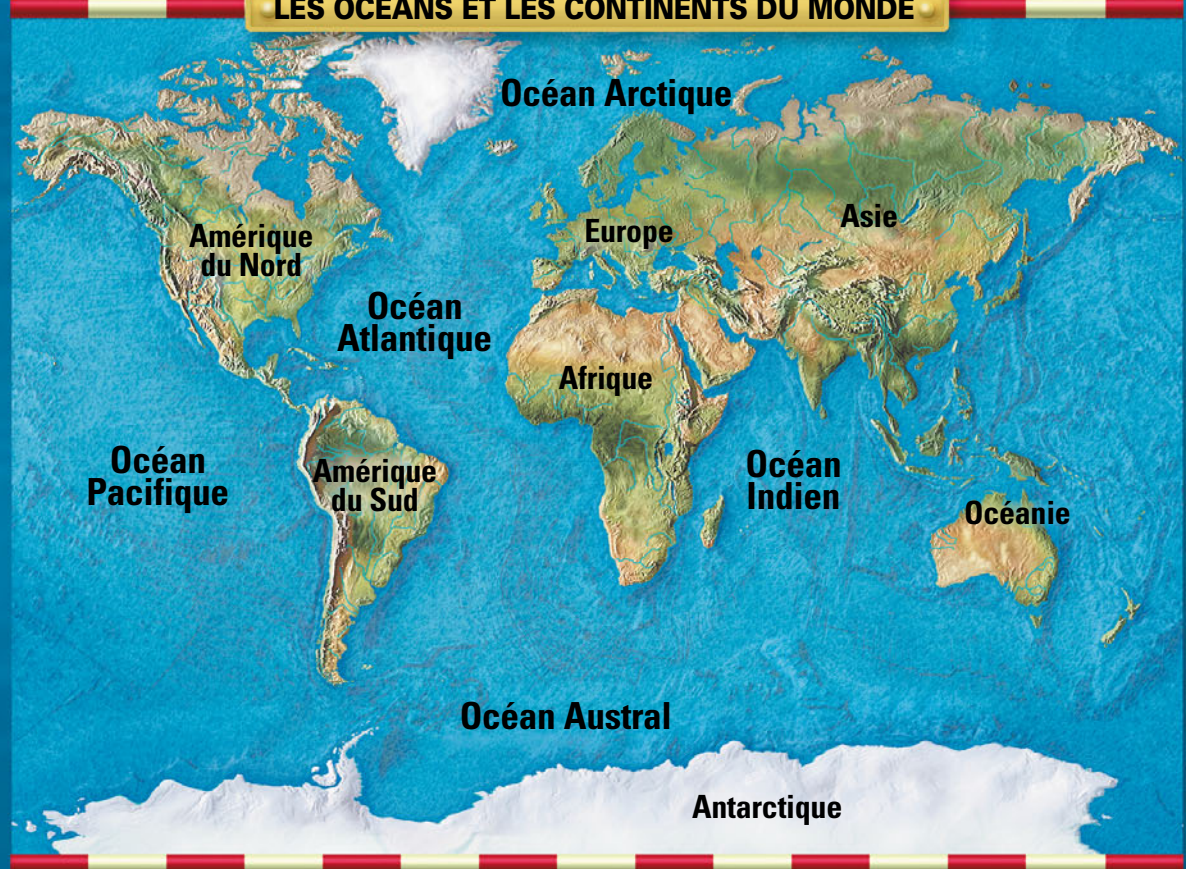 LES OCÉANS ET LES CONTINENTS DU MONDE
Océan Arctique
Amérique
du Nord
Europe
Asie
Océan
Atlantique
Afrique
Océan
Pacifique
Amérique
du Sud
Océan
Indien
Océanie
Océan Austral
Antarctique